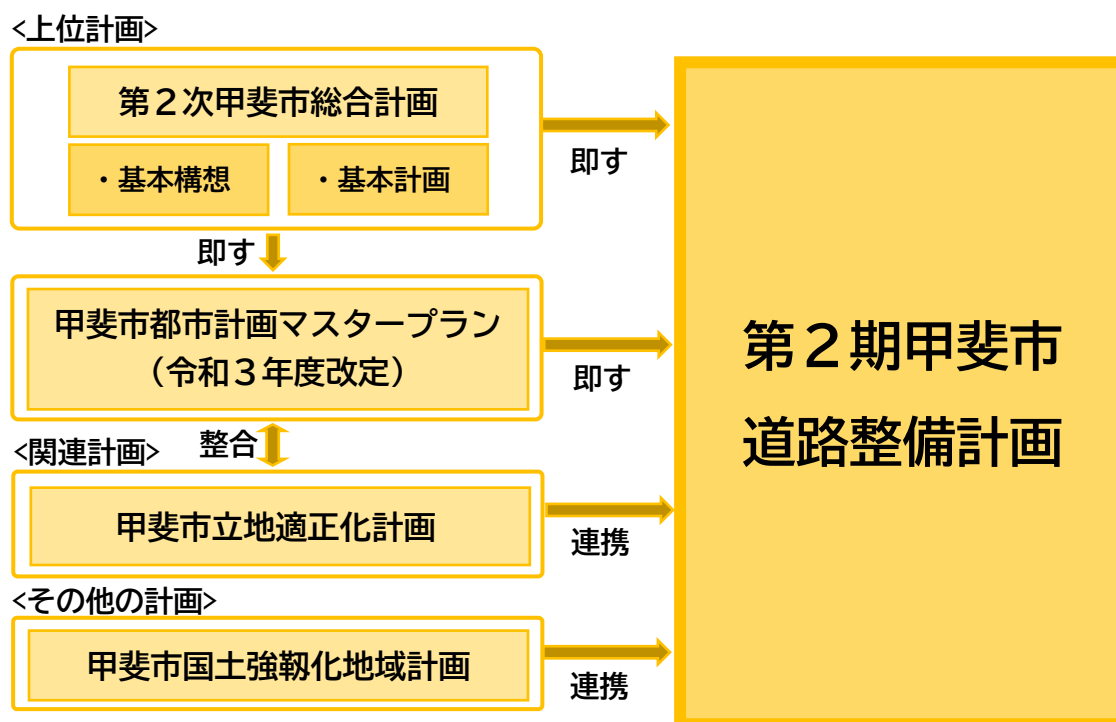 <上位計画>
第２次甲斐市総合計画
・基本構想
・基本計画
即す
即す
甲斐市都市計画マスタープラン
（令和３年度改定）
即す
整合
<関連計画>
甲斐市立地適正化計画
連携
<その他の計画>
甲斐市国土強靱化地域計画
連携
第２期甲斐市
道路整備計画